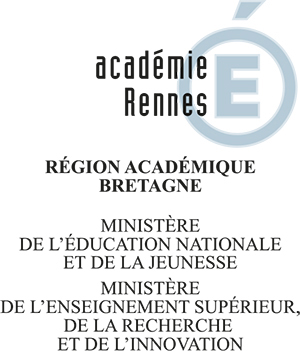 académie
Rennes
É
RÉGION ACADÉMIQUE
BRETAGNE
MINISTÈRE
DE L'ÉDUCATION NATIONALE
ET DE LA JEUNESSE
MINISTÈRE
DE L'ENSEIGNEMENT SUPÉRIEUR,
DE LA RECHERCHE
ET DE L'INNOVATION